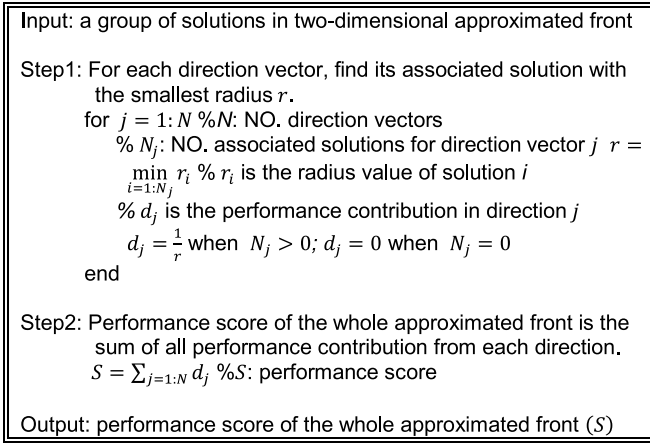 Input: a group of solutions in two-dimensional approximated front
Step1: For each direction vector, find its associated solution with
the smallest radius r.
for j = 1: N %N: NO. direction vectors
% N_j: NO. associated solutions for direction vector j r =
min_{i=1:N_j} r_i % r_i is the radius value of solution i
% d_j is the performance contribution in direction j
d_j = 1/r when N_j > 0; d_j = 0 when N_j = 0
end
Step2: Performance score of the whole approximated front is the
sum of all performance contribution from each direction.
S = ∑_{j=1:N} d_j %S: performance score
Output: performance score of the whole approximated front (S)